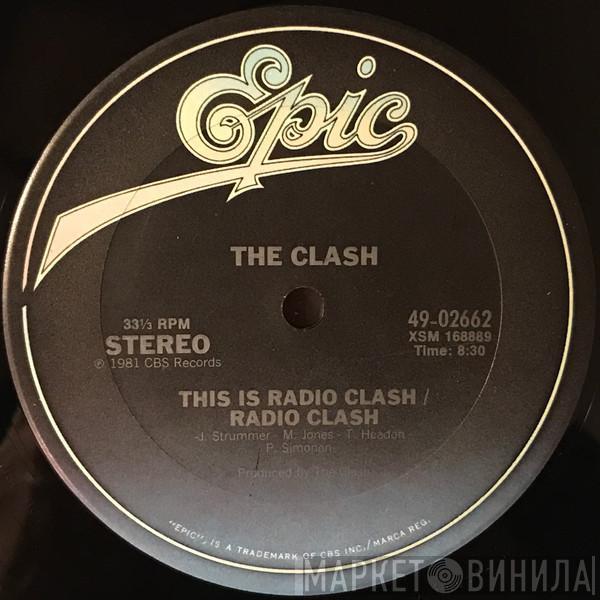 Epic
THE CLASH
33⅓ RPM
STEREO
℗ 1981 CBS Records
49-02662
XSM 168889
Time: 8:30
THIS IS RADIO CLASH /
RADIO CLASH
-J. Strummer - M. Jones - T. Headon -
P. Simonon-
Produced by The Clash
"EPIC", IS A TRADEMARK OF CBS INC./MARCA REG.
МАРКЕТ ВИНИЛА